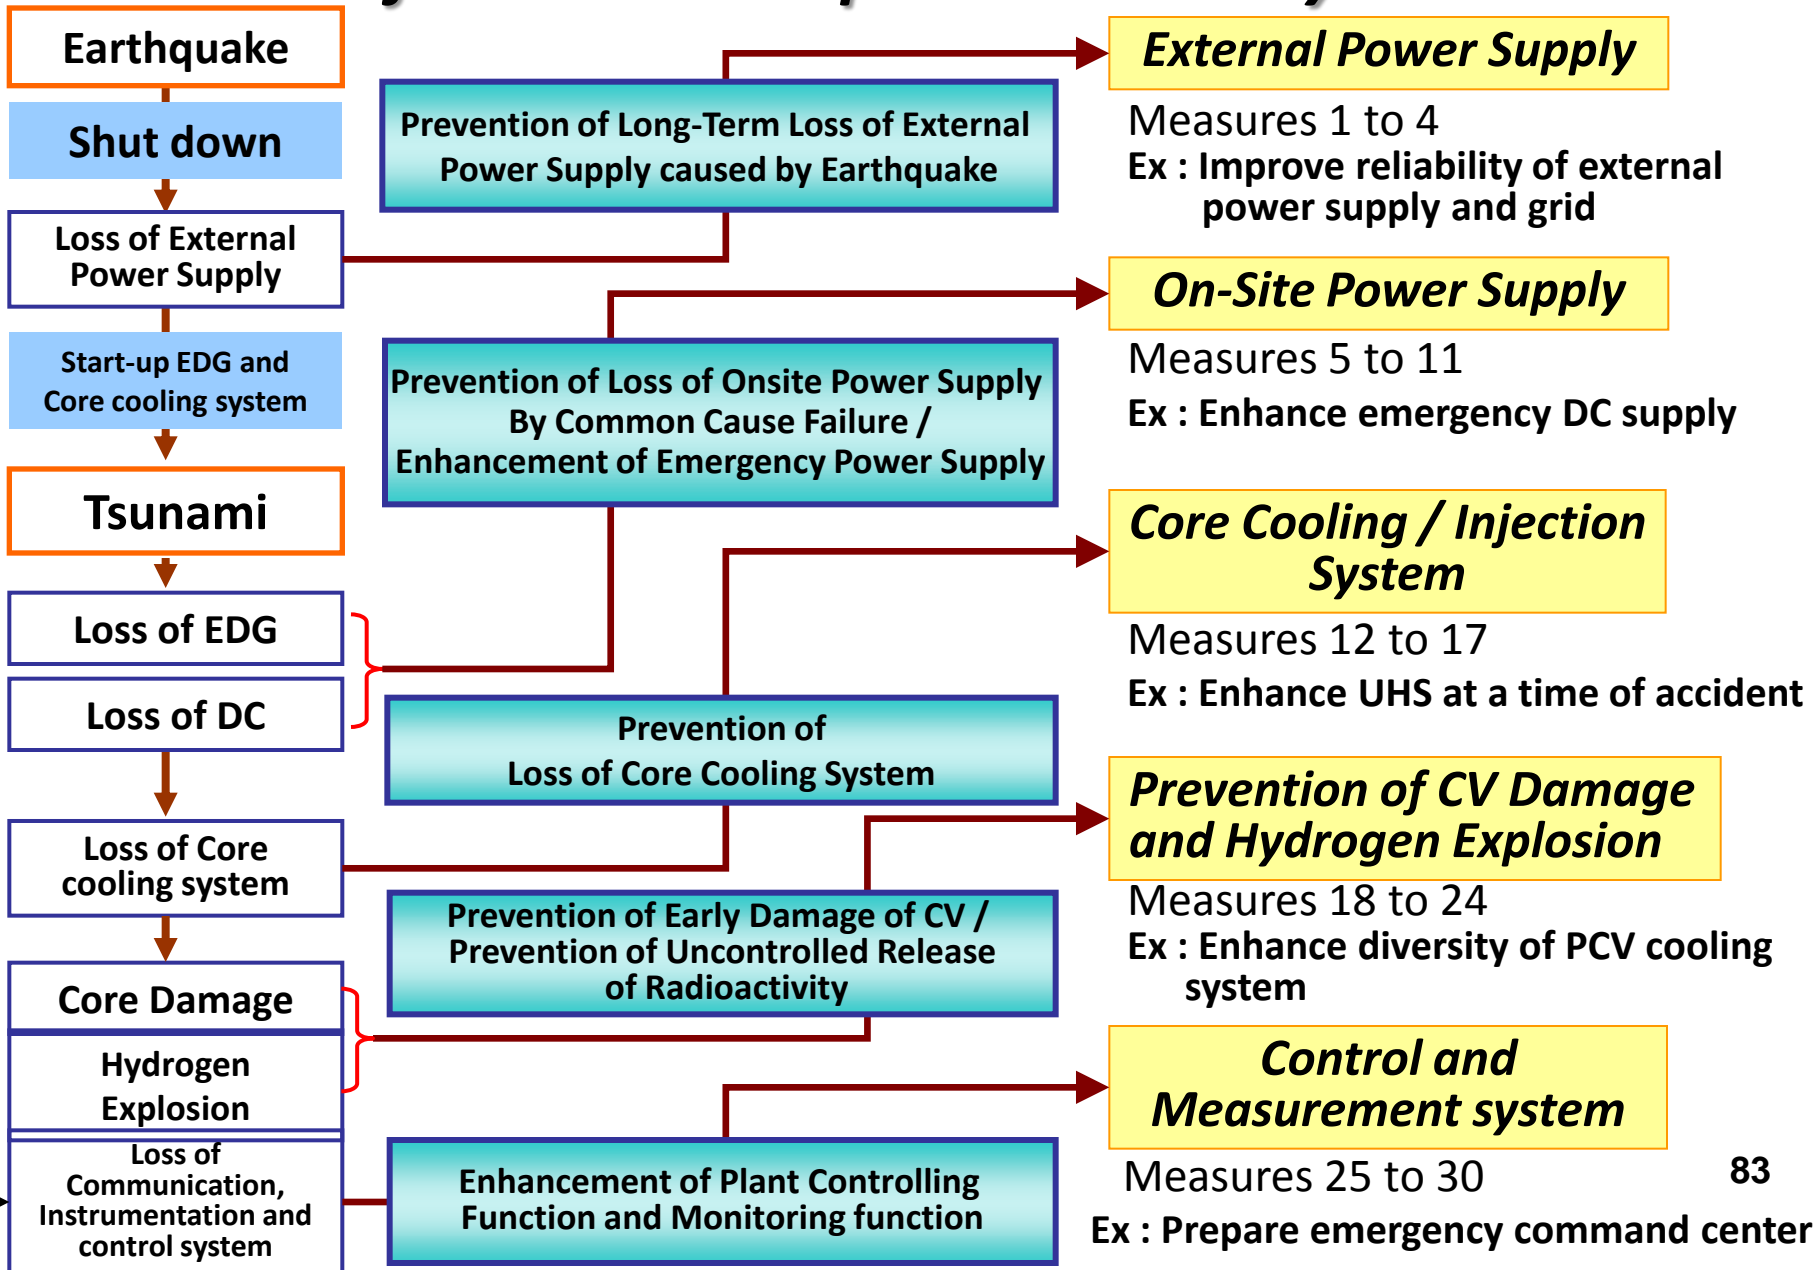 Earthquake
Shut down
Loss of External
Power Supply
Start-up EDG and
Core cooling system
Tsunami
Loss of EDG
Loss of DC
Loss of Core
cooling system
Core Damage
Hydrogen
Explosion
Loss of
Communication,
Instrumentation and
control system
Prevention of Long-Term Loss of External
Power Supply caused by Earthquake
Prevention of Loss of Onsite Power Supply
By Common Cause Failure /
Enhancement of Emergency Power Supply
Prevention of
Loss of Core Cooling System
Prevention of Early Damage of CV /
Prevention of Uncontrolled Release
of Radioactivity
Enhancement of Plant Controlling
Function and Monitoring function
External Power Supply
Measures 1 to 4
Ex : Improve reliability of external
power supply and grid
On-Site Power Supply
Measures 5 to 11
Ex : Enhance emergency DC supply
Core Cooling / Injection
System
Measures 12 to 17
Ex : Enhance UHS at a time of accident
Prevention of CV Damage
and Hydrogen Explosion
Measures 18 to 24
Ex : Enhance diversity of PCV cooling
system
Control and
Measurement system
Measures 25 to 30
Ex : Prepare emergency command center
83